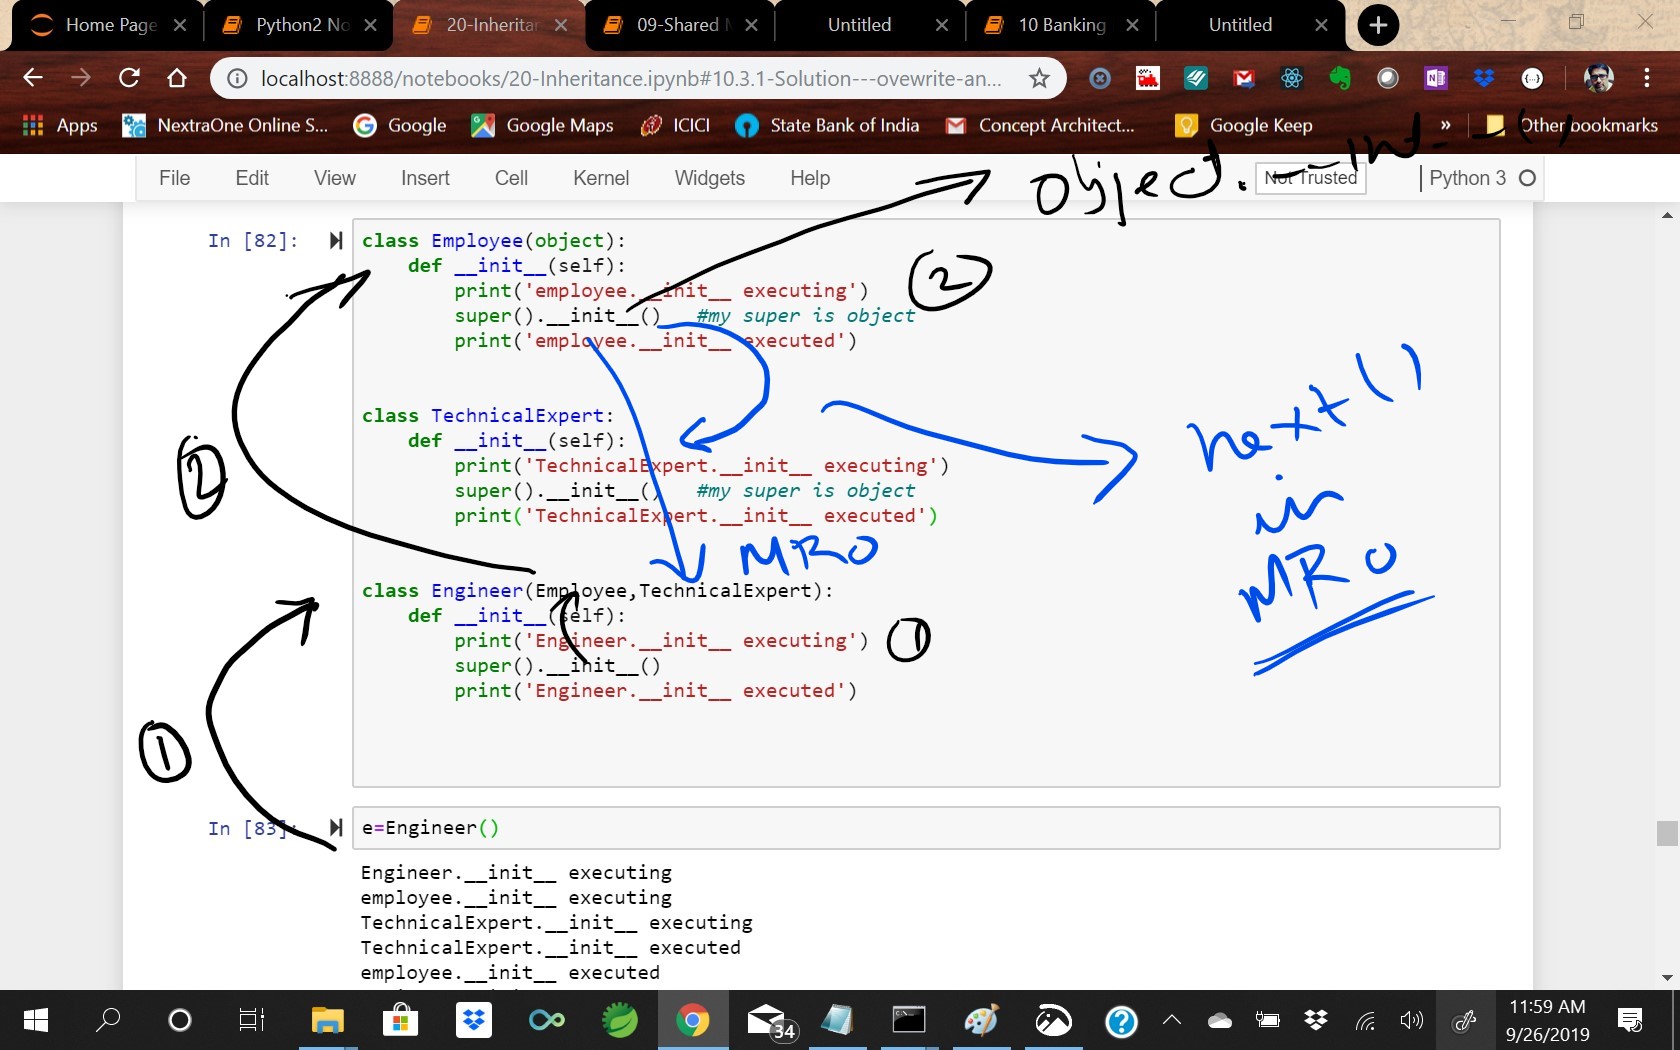 Home Page
Python2 No
20-Inheritar
09-Shared
Untitled
10 Banking
Untitled
localhost:8888/notebooks/20-Inheritance.ipynb#10.3.1-Solution---ovewrite-an...
Apps
NextraOne Online S...
Google
Google Maps
ICICI
State Bank of India
Concept Architect...
Google Keep
»
Other bookmarks
File Edit View Insert Cell Kernel Widgets Help
Not Trusted
Python 3
object.__init__()
In [82]:
class Employee(object):
def __init__(self):
print('employee.__init__ executing')
super().__init__() #my super is object
print('employee.__init__ executed')
2
class TechnicalExpert:
def __init__(self):
print('TechnicalExpert.__init__ executing')
super().__init__() #my super is object
print('TechnicalExpert.__init__ executed')
2
MRO
next()
in
MRO
class Engineer(Employee,TechnicalExpert):
def __init__(self):
print('Engineer.__init__ executing')
super().__init__()
print('Engineer.__init__ executed')
1
1
In [83]:
e=Engineer()
Engineer.__init__ executing
employee.__init__ executing
TechnicalExpert.__init__ executing
TechnicalExpert.__init__ executed
employee.__init__ executed
34
11:59 AM
9/26/2019